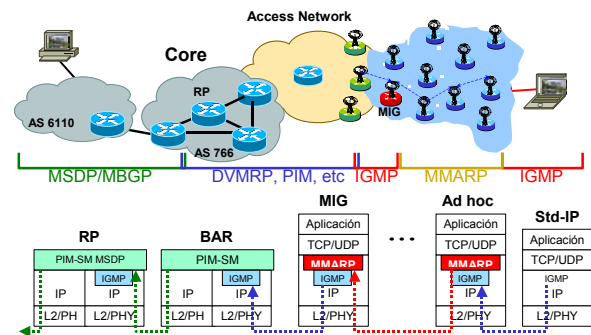 Access Network
Core
RP
MIG
AS 6110
AS 766
MSDP/MBGP
DVMRP, PIM, etc
IGMP
MMARP
IGMP
RP
BAR
MIG
Ad hoc
Std-IP
PIM-SM MSDP
IGMP
IP
IP
L2/PH
L2/PHY
PIM-SM
IGMP
IP
IP
L2/PHY
L2/PHY
Aplicación
TCP/UDP
MMARP
IGMP
IP
L2/PHY
...
Aplicación
TCP/UDP
MMARP
IGMP
IP
L2/PHY
Aplicación
TCP/UDP
IGMP
IP
L2/PHY